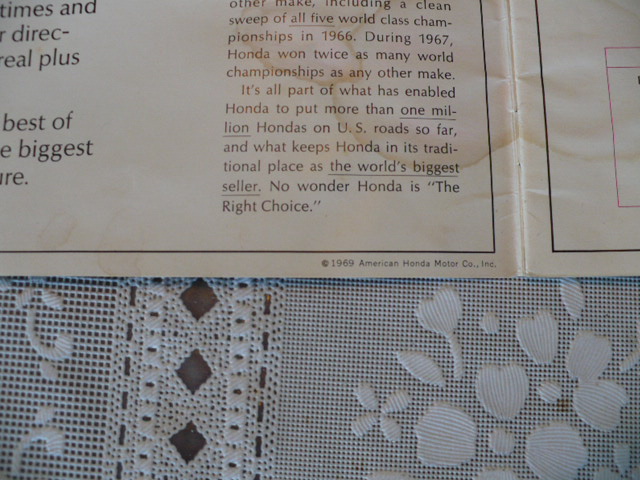 times and
r direc-
real plus
best of
e biggest
ure.
other make, including a clean
sweep of all five world class cham-
pionships in 1966. During 1967,
Honda won twice as many world
championships as any other make.
It's all part of what has enabled
Honda to put more than one mil-
lion Hondas on U.S. roads so far,
and what keeps Honda in its tradi-
tional place as the world's biggest
seller. No wonder Honda is "The
Right Choice."
© 1969 American Honda Motor Co., Inc.